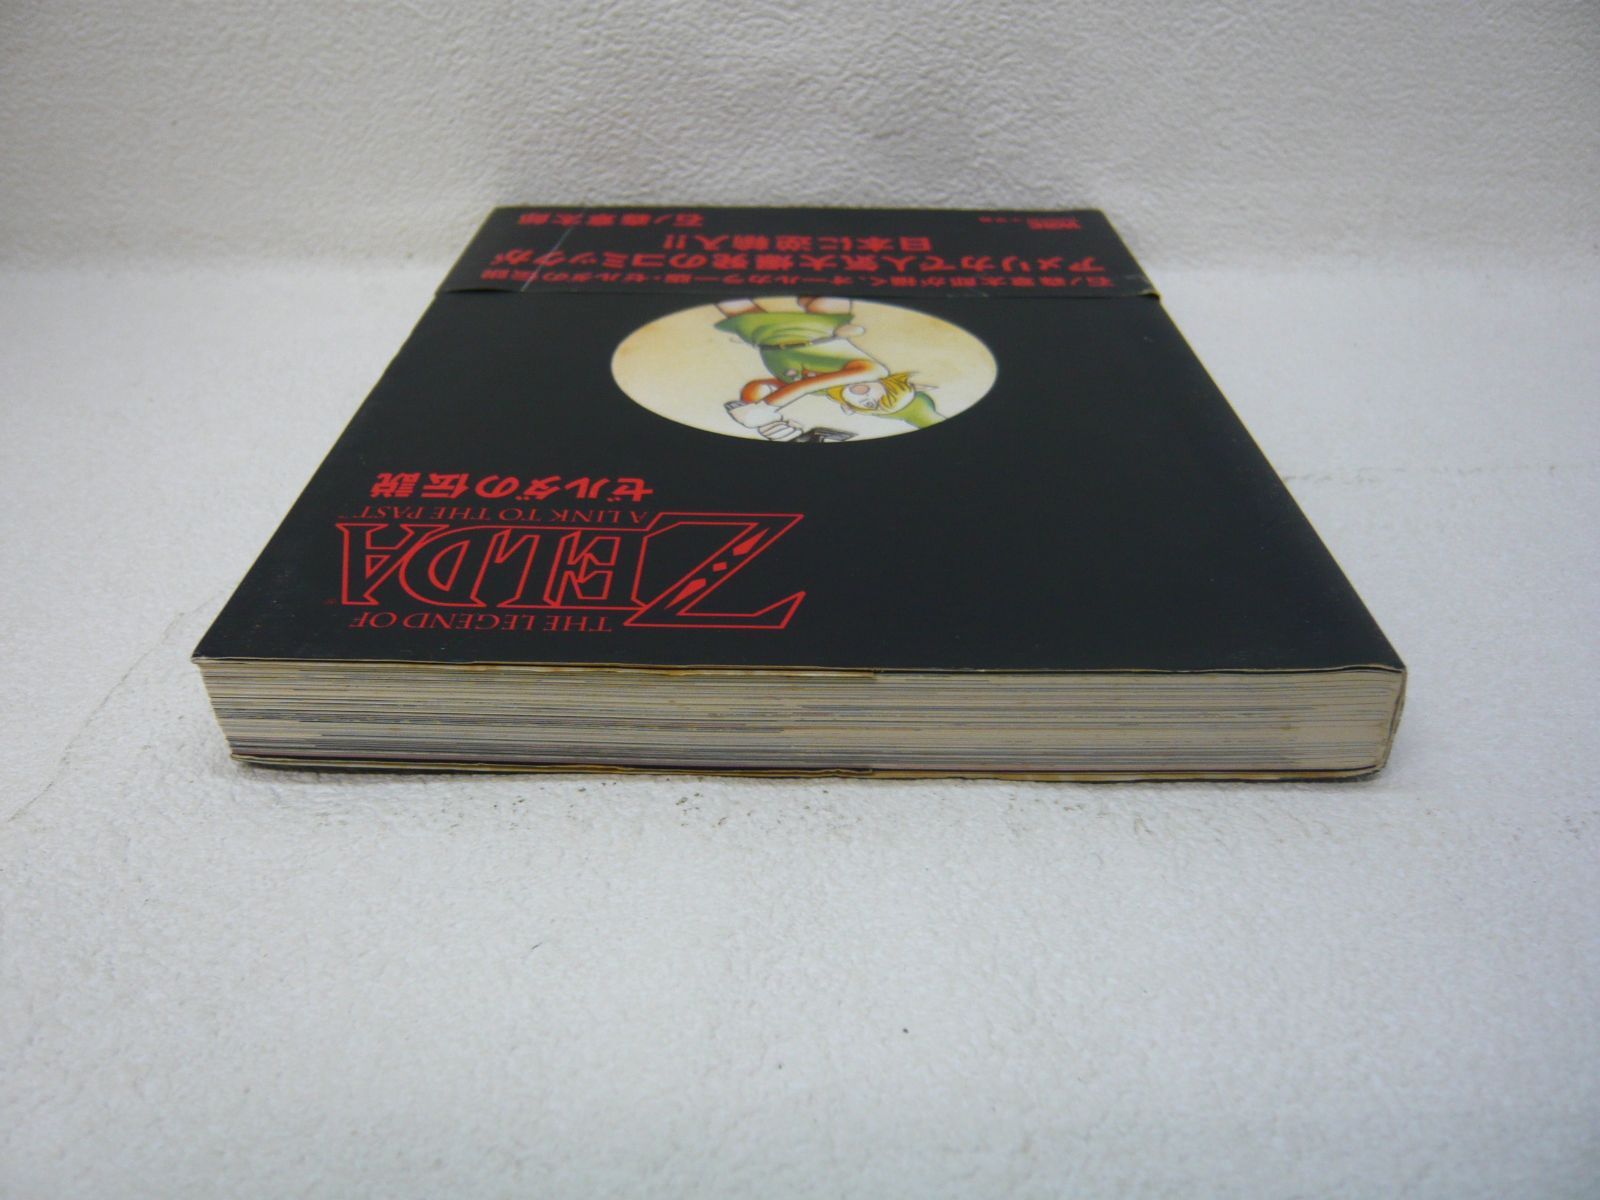 THE LEGEND OF
ZELDA
A LINK TO THE PAST
ゼルダの伝説
石ノ森章太郎が描く、オールカラー版・ゼルダの伝説
アメリカで人気大爆発のコミックが
日本に逆輸入!!
石ノ森章太郎